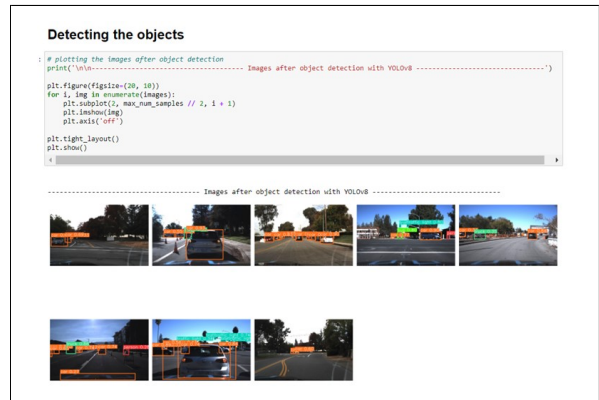 Detecting the objects
:
# plotting the images after object detection
print('\n\n--------------------------------- Images after object detection with YOLOv8 ---------------------------------')
plt.figure(figsize=(20, 10))
for i, img in enumerate(images):
    plt.subplot(2, max_num_samples // 2, i + 1)
    plt.imshow(img)
    plt.axis('off')
plt.tight_layout()
plt.show()
--------------------------------- Images after object detection with YOLOv8 ---------------------------------